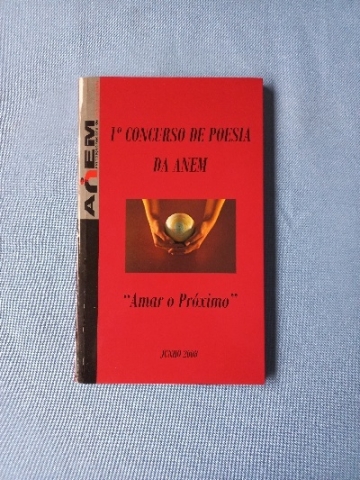 1º CONCURSO DE POESIA
DA ANEM
ANEM
“Amar o Próximo”
JUNHO 2000